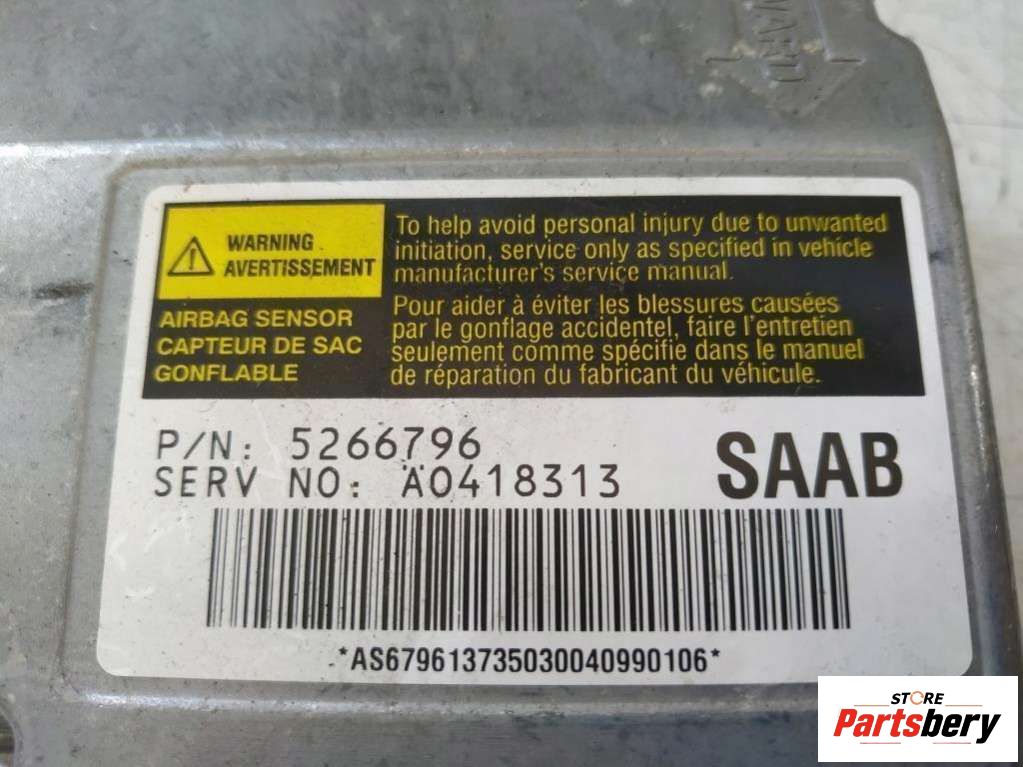 WARNING
AVERTISSEMENT
AIRBAG SENSOR
CAPTEUR DE SAC
GONFLABLE
To help avoid personal injury due to unwanted
initiation, service only as specified in vehicle
manufacturer's service manual.
Pour aider à éviter les blessures causées
par le gonflage accidentel, faire l'entretien
seulement comme spécifie dans le manuel
de réparation du fabricant du véhicule.
P/N: 5266796
SERV NO: A0418313
SAAB
*AS679613735030040990106*
STORE
Partsbery